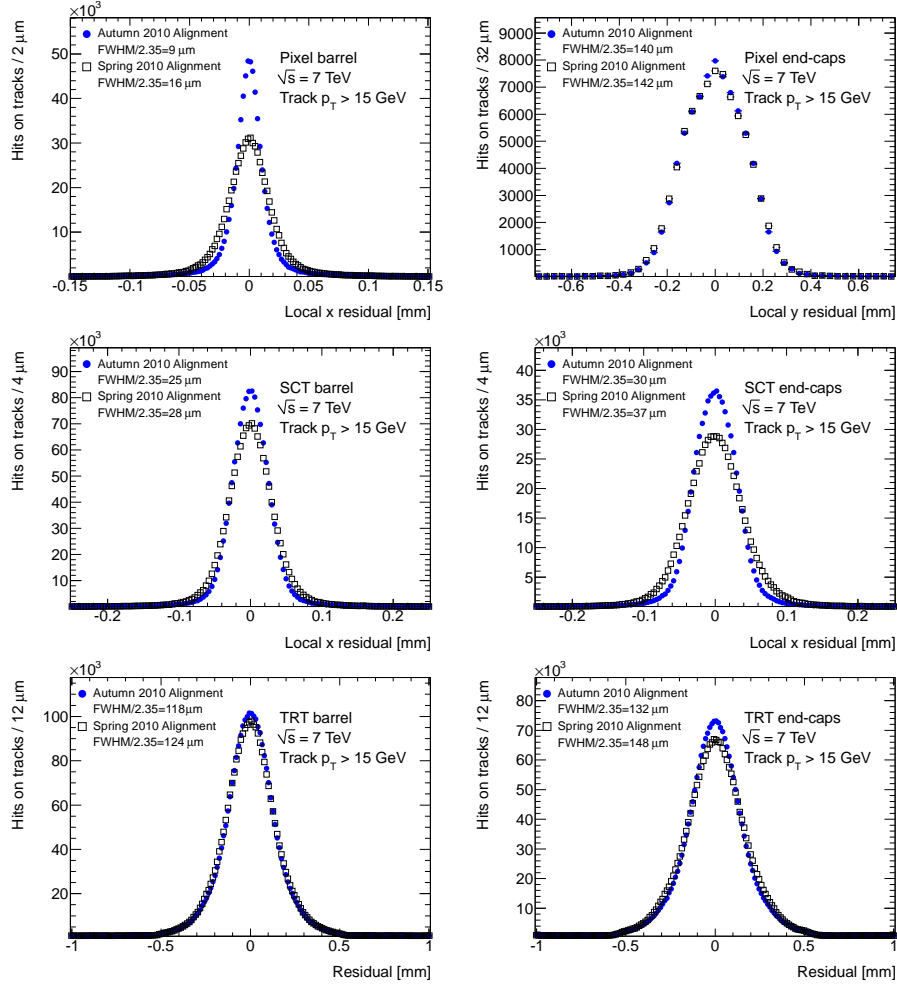 ×10³
Hits on tracks / 2 μm
50
40
30
20
10
0
Autumn 2010 Alignment
FWHM/2.35=9 μm
Spring 2010 Alignment
FWHM/2.35=16 μm
Pixel barrel
√s = 7 TeV
Track pT > 15 GeV
-0.15 -0.1 -0.05 0 0.05 0.1 0.15
Local x residual [mm]
Hits on tracks / 32 μm
9000
8000
7000
6000
5000
4000
3000
2000
1000
Autumn 2010 Alignment
FWHM/2.35=140 μm
Spring 2010 Alignment
FWHM/2.35=142 μm
Pixel end-caps
√s = 7 TeV
Track pT > 15 GeV
-0.6 -0.4 -0.2 0 0.2 0.4 0.6
Local y residual [mm]
×10³
Hits on tracks / 4 μm
90
80
70
60
50
40
30
20
10
Autumn 2010 Alignment
FWHM/2.35=25 μm
Spring 2010 Alignment
FWHM/2.35=28 μm
SCT barrel
√s = 7 TeV
Track pT > 15 GeV
-0.2 -0.1 0 0.1 0.2
Local x residual [mm]
×10³
Hits on tracks / 4 μm
40
35
30
25
20
15
10
5
Autumn 2010 Alignment
FWHM/2.35=30 μm
Spring 2010 Alignment
FWHM/2.35=37 μm
SCT end-caps
√s = 7 TeV
Track pT > 15 GeV
-0.2 -0.1 0 0.1 0.2
Local x residual [mm]
×10³
Hits on tracks / 12 μm
100
80
60
40
20
Autumn 2010 Alignment
FWHM/2.35=118 μm
Spring 2010 Alignment
FWHM/2.35=124 μm
TRT barrel
√s = 7 TeV
Track pT > 15 GeV
-1 -0.5 0 0.5 1
Residual [mm]
×10³
Hits on tracks / 12 μm
80
70
60
50
40
30
20
10
Autumn 2010 Alignment
FWHM/2.35=132 μm
Spring 2010 Alignment
FWHM/2.35=148 μm
TRT end-caps
√s = 7 TeV
Track pT > 15 GeV
-1 -0.5 0 0.5 1
Residual [mm]